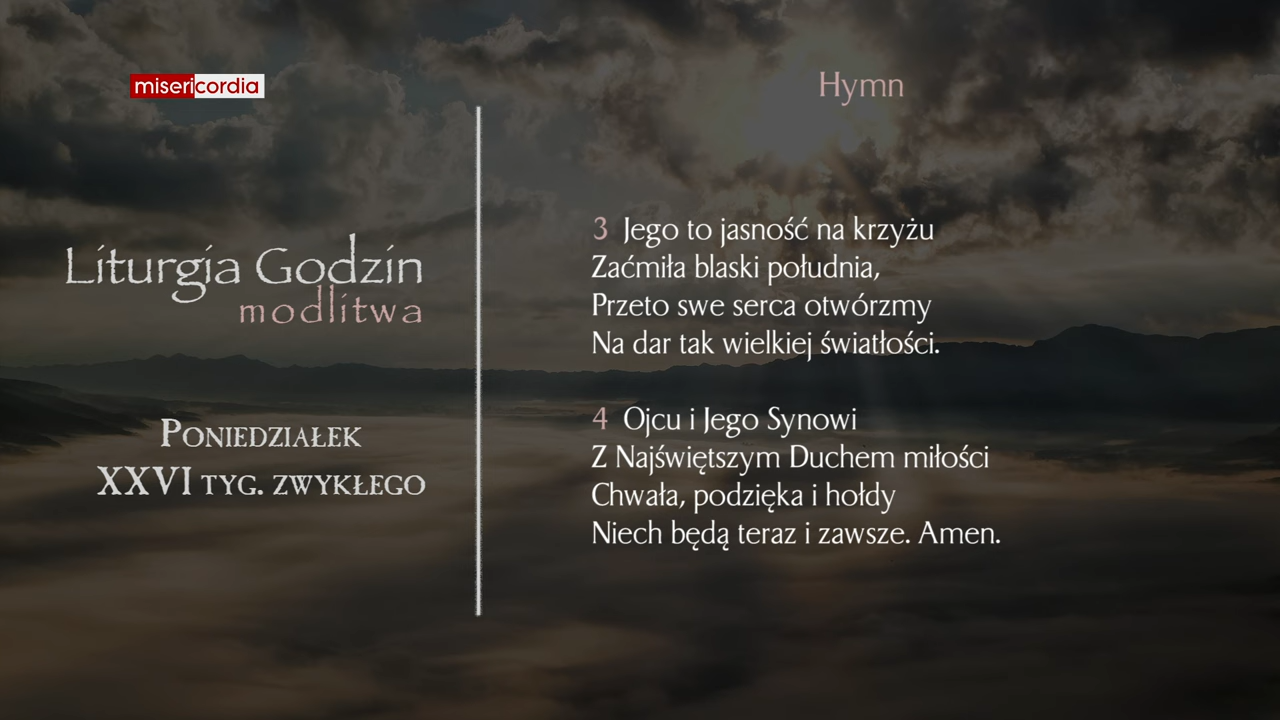 misericordia
Liturgia Godzin
modlitwa
Poniedziałek
XXVI tyg. zwykłego
Hymn
3 Jego to jasność na krzyżu
Zaćmiła blaski południa,
Przeto swe serca otwórzmy
Na dar tak wielkiej światłości.
4 Ojcu i Jego Synowi
Z Najświętszym Duchem miłości
Chwała, podzięka i hołdy
Niech będą teraz i zawsze. Amen.